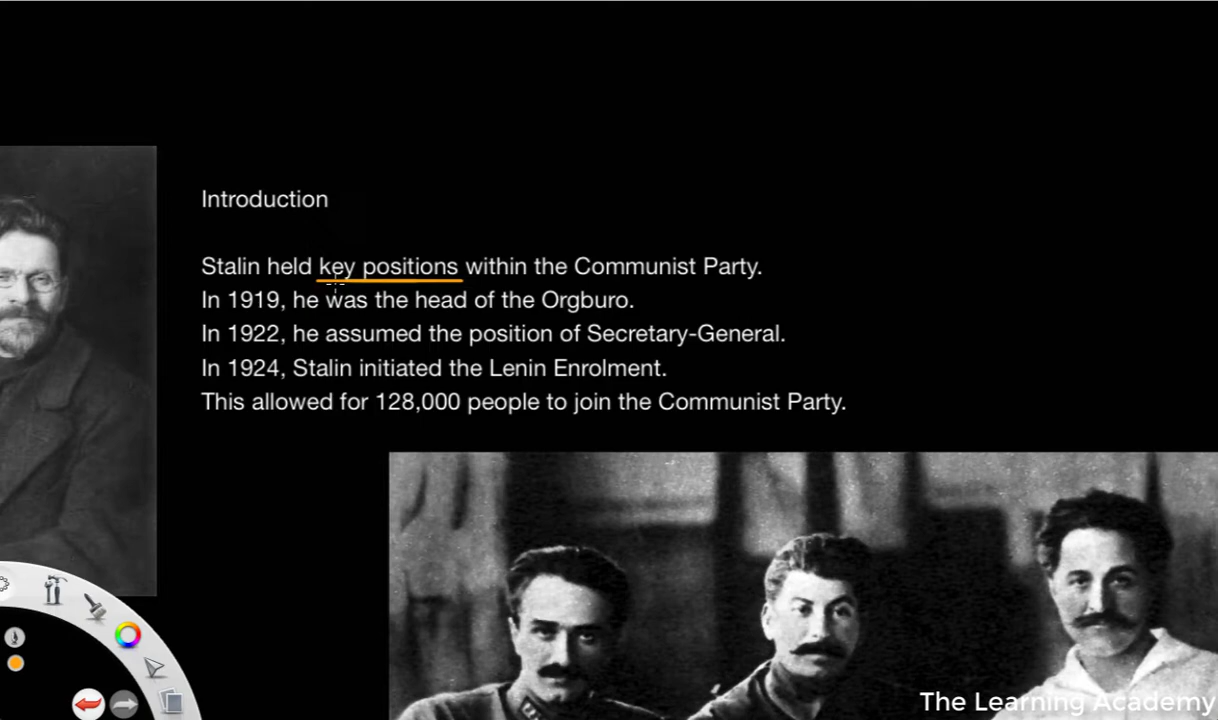 Introduction
Stalin held key positions within the Communist Party.
In 1919, he was the head of the Orgburo.
In 1922, he assumed the position of Secretary-General.
In 1924, Stalin initiated the Lenin Enrolment.
This allowed for 128,000 people to join the Communist Party.
The Learning Academy